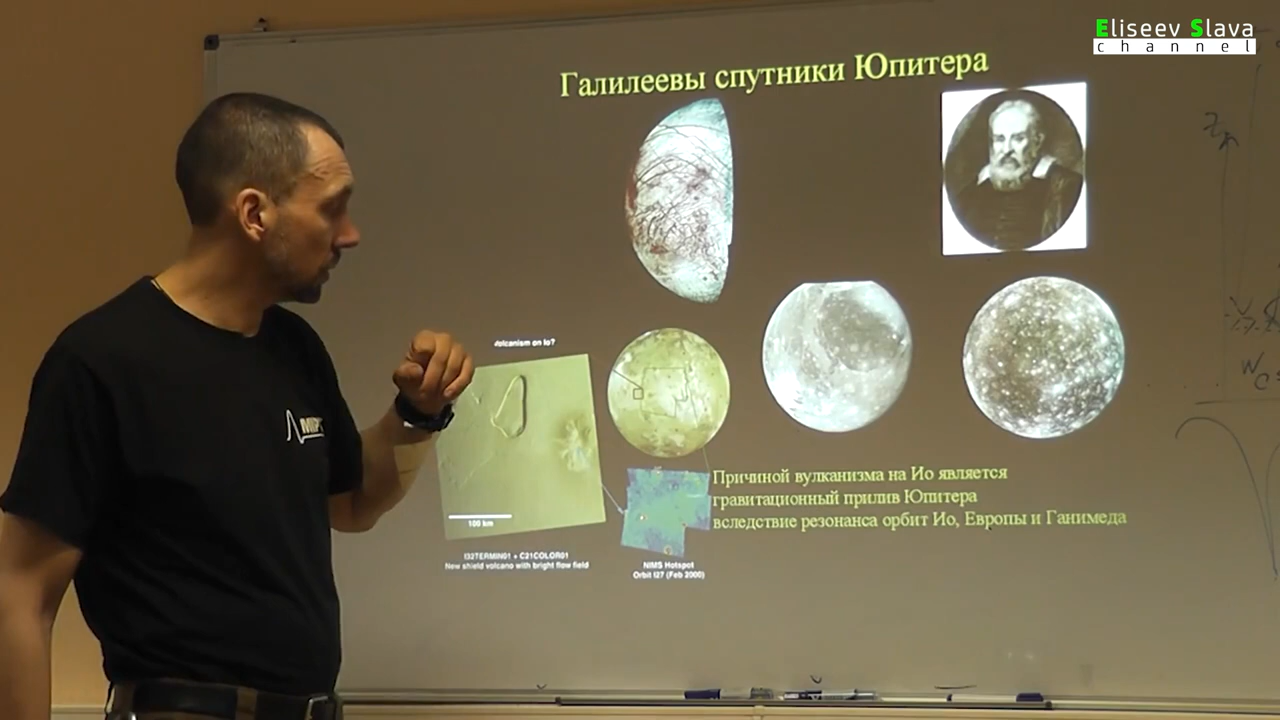 Eliseev Slava
channel
Галилеевы спутники Юпитера
Volcanism on Io?
100 km
I32TERMIN01 + C21COLOR01
New shield volcano with bright flow field
NIMS Hotspot
Orbit I27 (Feb 2000)
Причиной вулканизма на Ио является
гравитационный прилив Юпитера
вследствие резонанса орбит Ио, Европы и Ганимеда